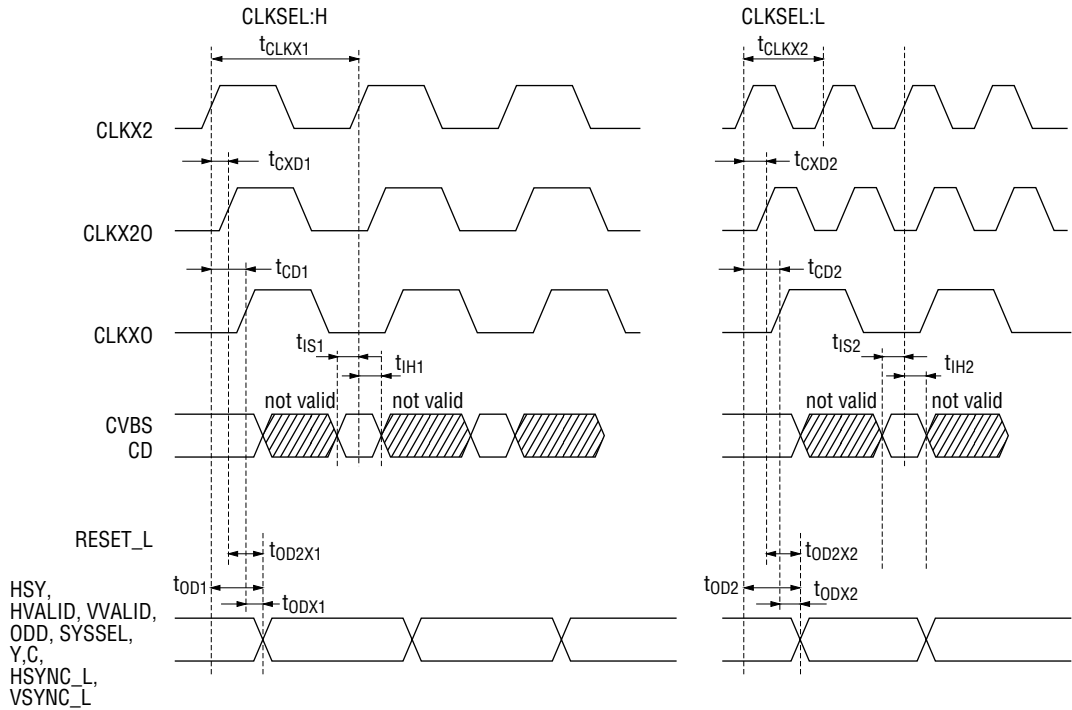 CLKSEL:H CLKSEL:L
tCLKX1 tCLKX2
CLKX2
tCXD1 tCXD2
CLKX2O
tCD1 tCD2
CLKXO
tIS1 tIS2
tIH1 tIH2
not valid not valid not valid not valid
CVBS
CD
RESET_L
tOD2X1 tOD2X2
tOD1 tOD2
tODX1 tODX2
HSY,
HVALID, VVALID,
ODD, SYSSEL,
Y,C,
HSYNC_L,
VSYNC_L